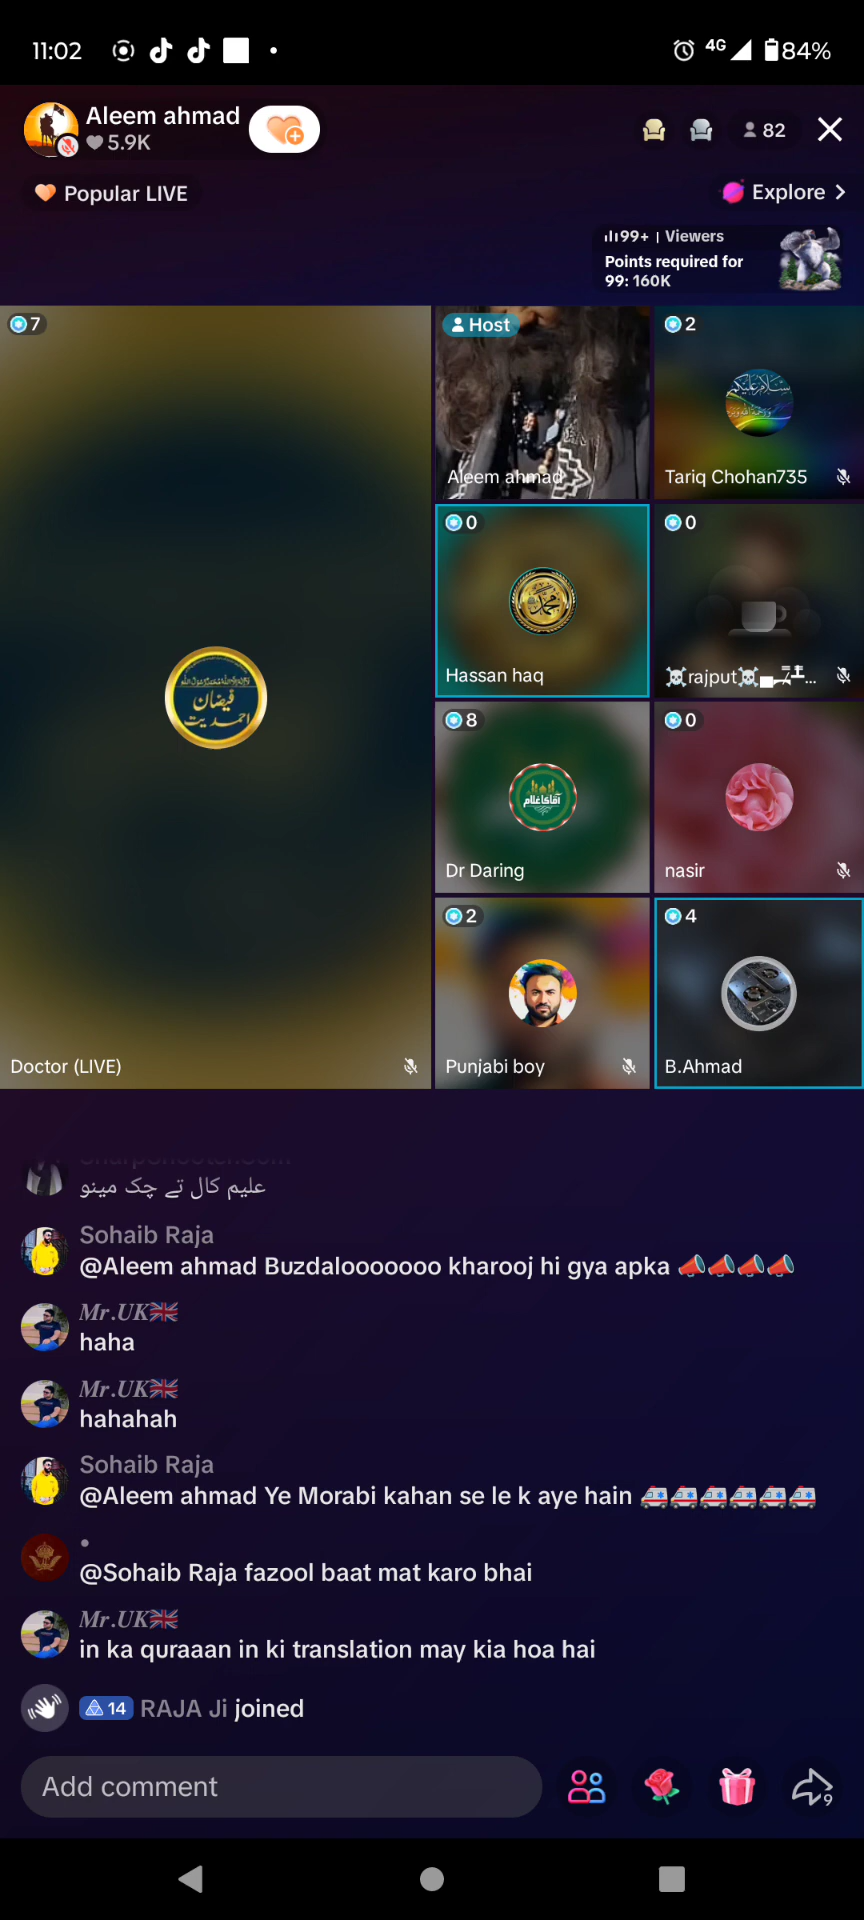 11:02
4G
84%
Aleem ahmad
5.9K
82
Popular LIVE
Explore
99+ | Viewers
Points required for
99: 160K
7
Host
2
Aleem ahmad
Tariq Chohan735
0
0
Hassan haq
☠️rajput☠️
8
0
فیضان
احمدیت
آقا کا غلام
Dr Daring
nasir
2
4
Doctor (LIVE)
Punjabi boy
B.Ahmad
علیم کال تے چک مینو
Sohaib Raja
@Aleem ahmad Buzdalooooooo kharooj hi gya apka 📣📣📣📣
Mr.UK🇬🇧
haha
Mr.UK🇬🇧
hahahah
Sohaib Raja
@Aleem ahmad Ye Morabi kahan se le k aye hain 🚑🚑🚑🚑🚑🚑
•
@Sohaib Raja fazool baat mat karo bhai
Mr.UK🇬🇧
in ka quraaan in ki translation may kia hoa hai
14 RAJA Ji joined
Add comment
9